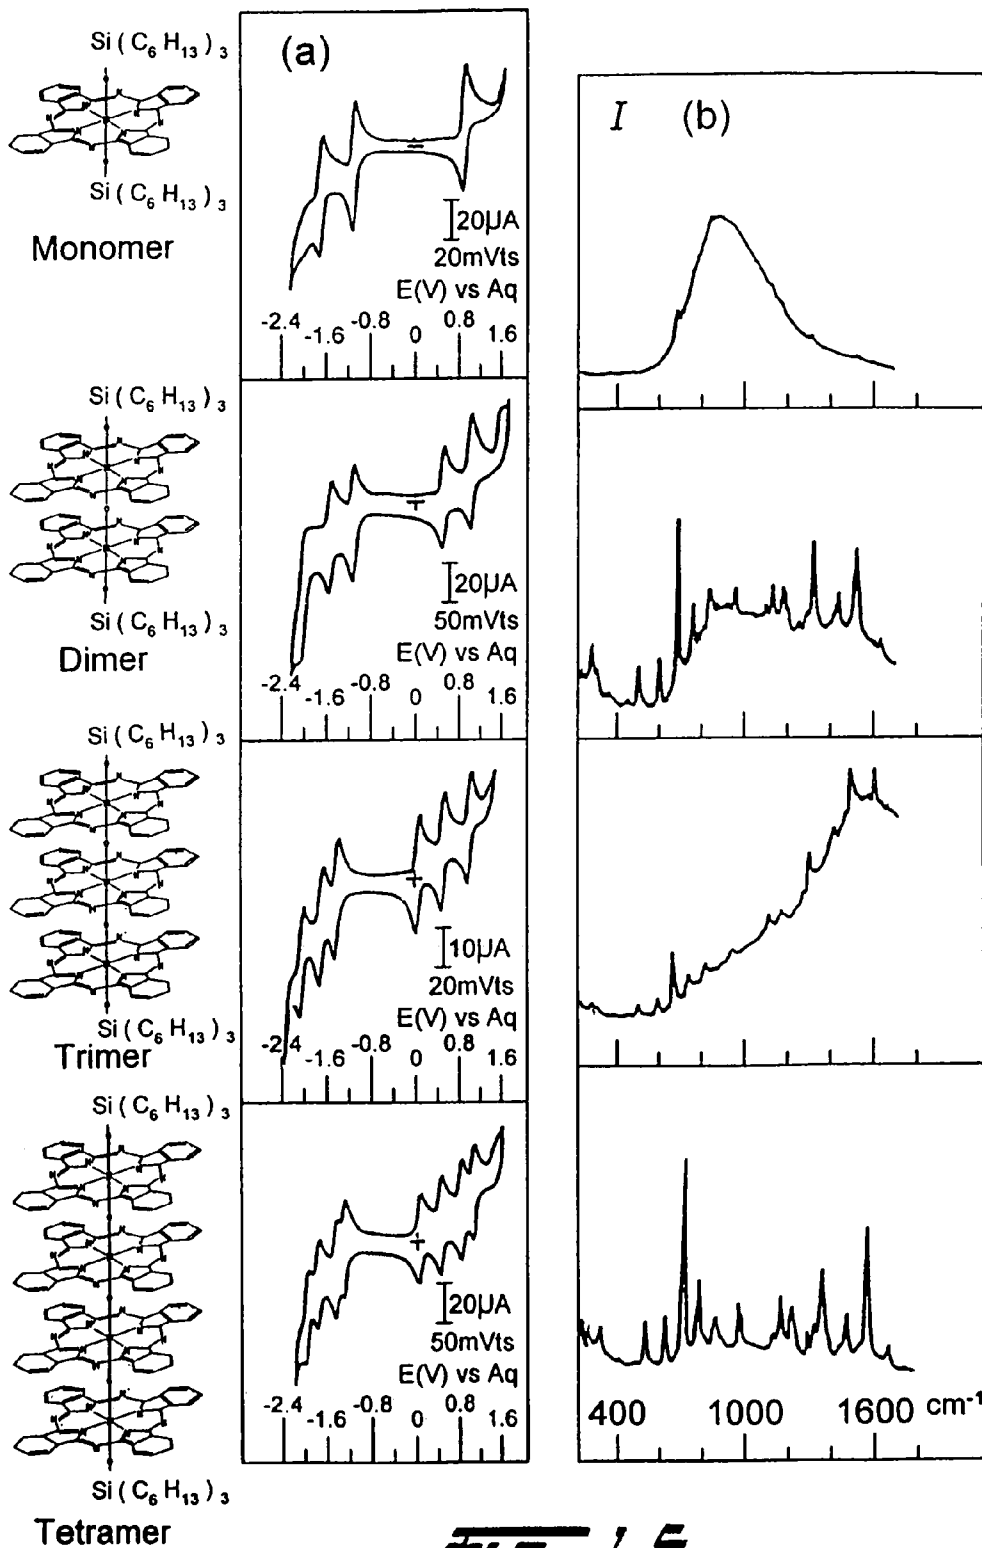 Si ( C6 H13 ) 3
Si ( C6 H13 ) 3
Monomer
(a)
20µA
20mVts
E(V) vs Aq
-2.4 -1.6 -0.8 0 0.8 1.6
I (b)
Si ( C6 H13 ) 3
Si ( C6 H13 ) 3
Dimer
20µA
50mVts
E(V) vs Aq
-2.4 -1.6 -0.8 0 0.8 1.6
Si ( C6 H13 ) 3
Si ( C6 H13 ) 3
Trimer
10µA
20mVts
E(V) vs Aq
-2.4 -1.6 -0.8 0 0.8 1.6
Si ( C6 H13 ) 3
Si ( C6 H13 ) 3
Tetramer
20µA
50mVts
E(V) vs Aq
-2.4 -1.6 -0.8 0 0.8 1.6
400 1000 1600 cm-1